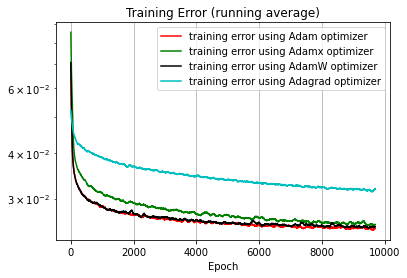 Training Error (running average)
training error using Adam optimizer
training error using Adamx optimizer
training error using AdamW optimizer
training error using Adagrad optimizer
6 × 10⁻²
4 × 10⁻²
3 × 10⁻²
0 2000 4000 6000 8000 10000
Epoch